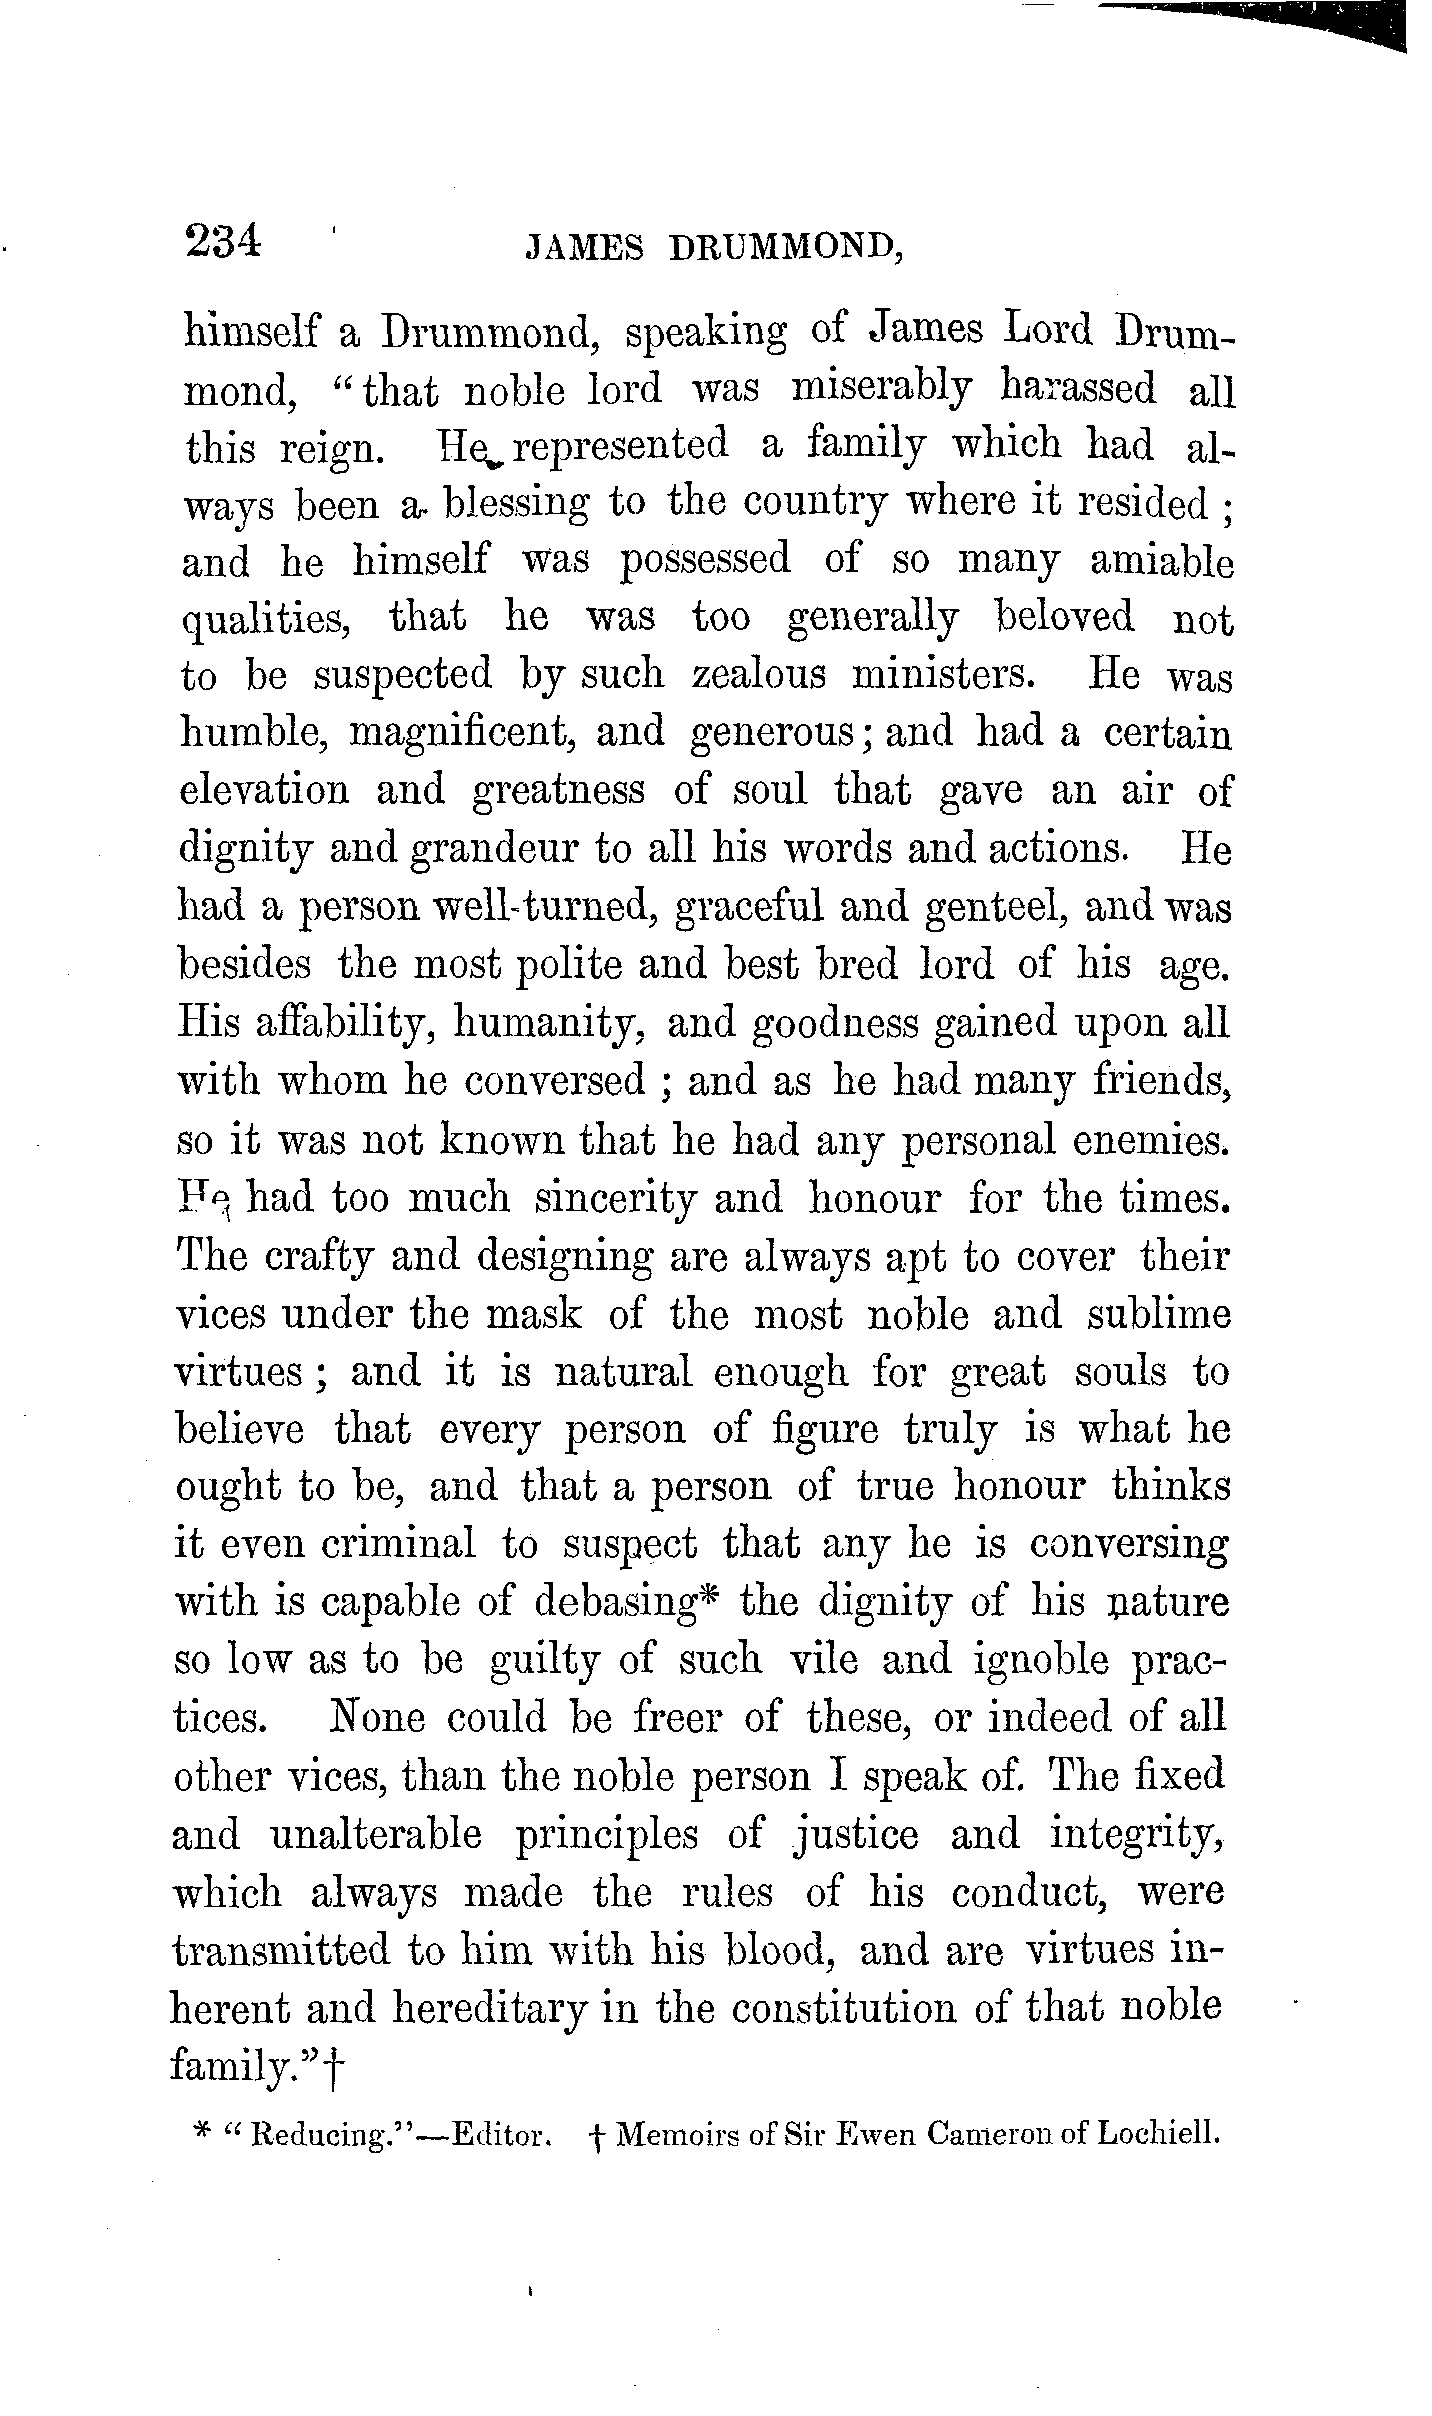 234 JAMES DRUMMOND,
himself a Drummond, speaking of James Lord Drum-
mond, "that noble lord was miserably harassed all
this reign. He represented a family which had al-
ways been a blessing to the country where it resided ;
and he himself was possessed of so many amiable
qualities, that he was too generally beloved not
to be suspected by such zealous ministers. He was
humble, magnificent, and generous; and had a certain
elevation and greatness of soul that gave an air of
dignity and grandeur to all his words and actions. He
had a person well-turned, graceful and genteel, and was
besides the most polite and best bred lord of his age.
His affability, humanity, and goodness gained upon all
with whom he conversed ; and as he had many friends,
so it was not known that he had any personal enemies.
He had too much sincerity and honour for the times.
The crafty and designing are always apt to cover their
vices under the mask of the most noble and sublime
virtues ; and it is natural enough for great souls to
believe that every person of figure truly is what he
ought to be, and that a person of true honour thinks
it even criminal to suspect that any he is conversing
with is capable of debasing* the dignity of his nature
so low as to be guilty of such vile and ignoble prac-
tices. None could be freer of these, or indeed of all
other vices, than the noble person I speak of. The fixed
and unalterable principles of justice and integrity,
which always made the rules of his conduct, were
transmitted to him with his blood, and are virtues in-
herent and hereditary in the constitution of that noble
family."†
* "Reducing."—Editor. † Memoirs of Sir Ewen Cameron of Lochiell.